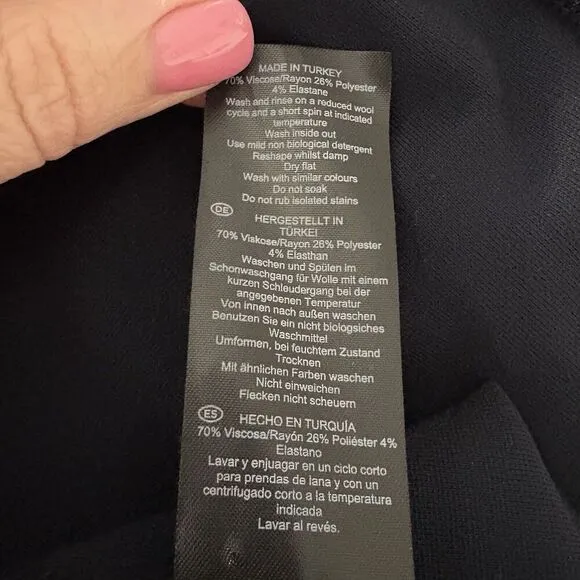 MADE IN TURKEY
70% Viscose/Rayon 26% Polyester
4% Elastane
Wash and rinse on a reduced wool
cycle and a short spin at indicated
temperature
Wash inside out
Use mild non biological detergent
Reshape whilst damp
Dry flat
Wash with similar colours
Do not soak
Do not rub isolated stains
DE
HERGESTELLT IN
TÜRKEI
70% Viskose/Rayon 26% Polyester
4% Elasthan
Waschen und Spülen im
Schonwaschgang für Wolle mit einem
kurzen Schleudergang bei der
angegebenen Temperatur
Von innen nach außen waschen
Benutzen Sie ein nicht biologisches
Waschmittel
Umformen, bei feuchtem Zustand
Trocknen
Mit ähnlichen Farben waschen
Nicht einweichen
Flecken nicht scheuern
ES
HECHO EN TURQUÍA
70% Viscosa/Rayón 26% Poliéster 4%
Elastano
Lavar y enjuagar en un ciclo corto
para prendas de lana y con un
centrifugado corto a la temperatura
indicada
Lavar al revés.